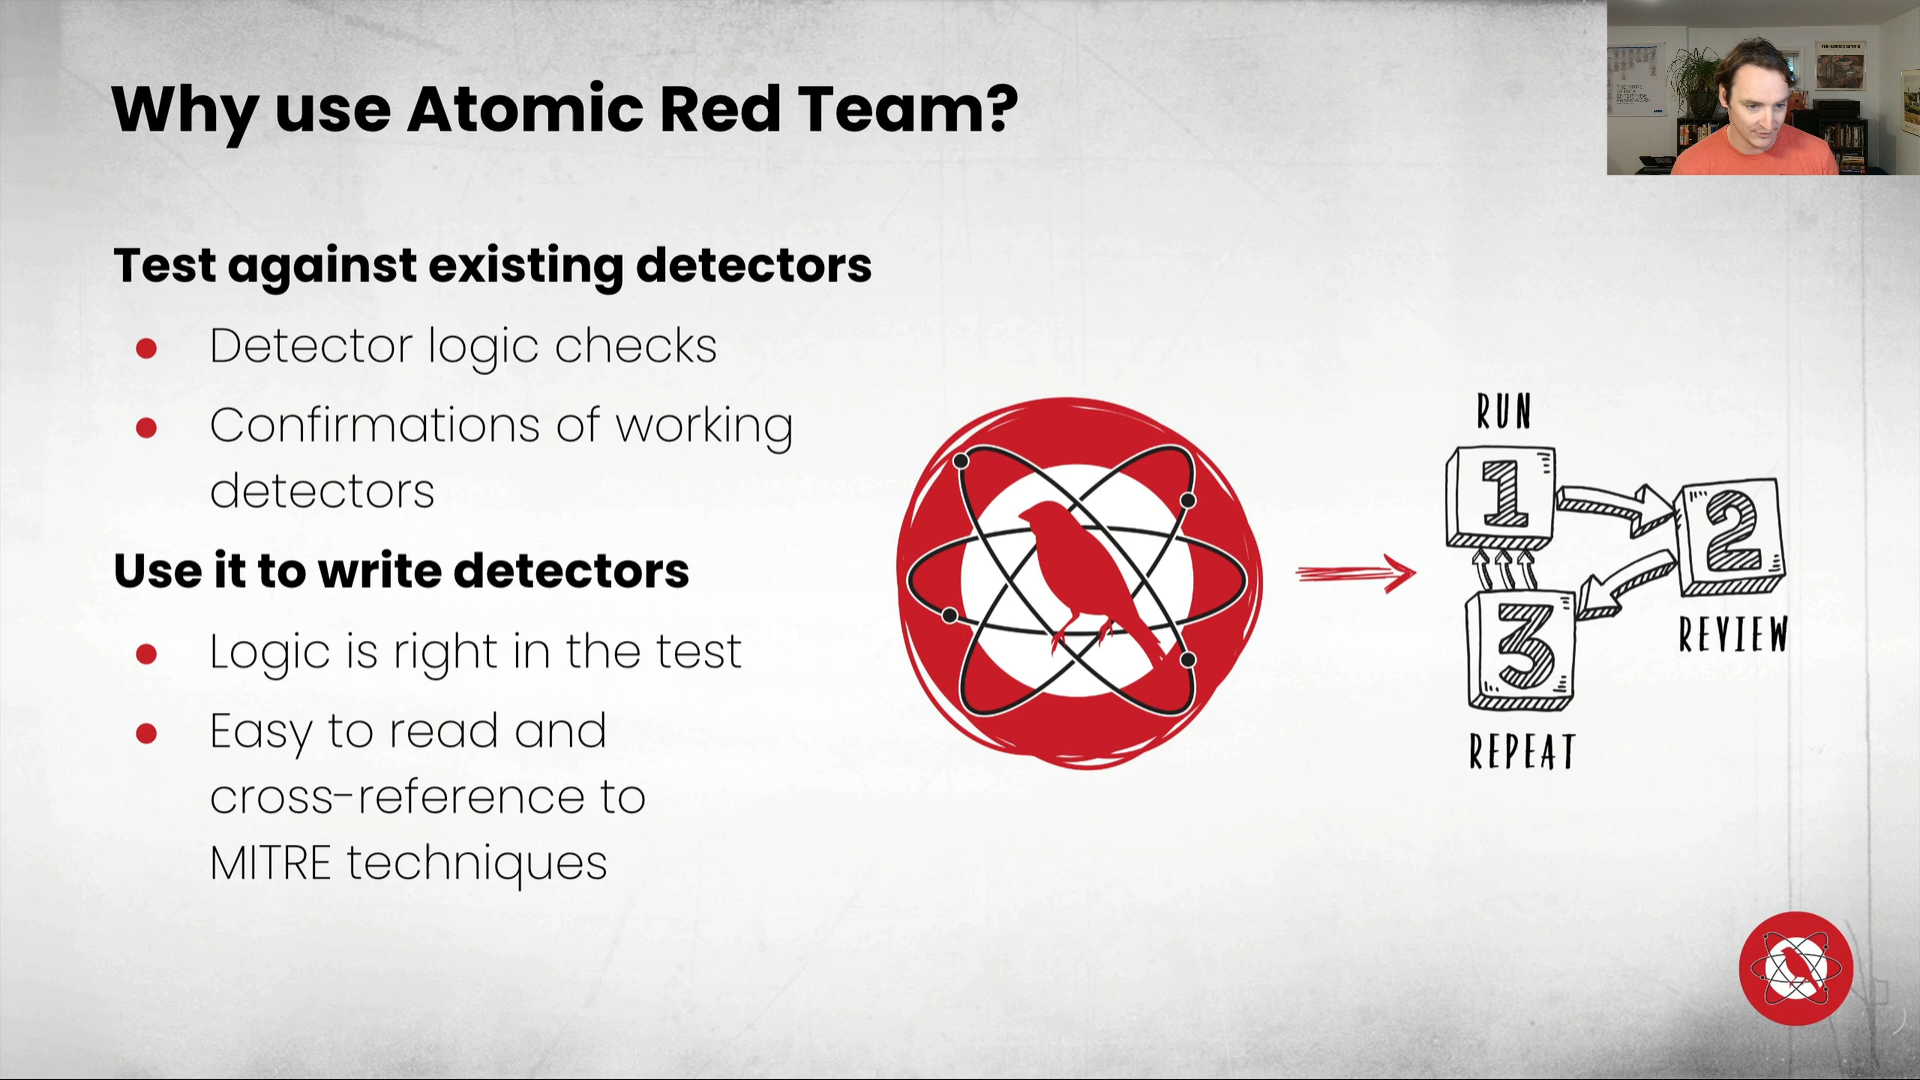 Why use Atomic Red Team?
Test against existing detectors
Detector logic checks
Confirmations of working
detectors
Use it to write detectors
Logic is right in the test
Easy to read and
cross-reference to
MITRE techniques
RUN
1
2
REVIEW
3
REPEAT